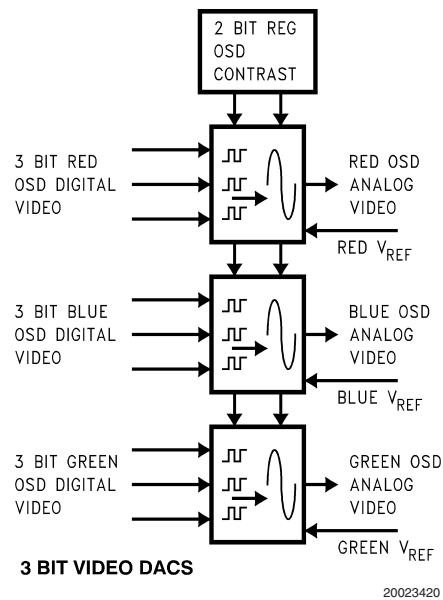 2 BIT REG
OSD
CONTRAST
3 BIT RED
OSD DIGITAL
VIDEO
RED OSD
ANALOG
VIDEO
RED VREF
3 BIT BLUE
OSD DIGITAL
VIDEO
BLUE OSD
ANALOG
VIDEO
BLUE VREF
3 BIT GREEN
OSD DIGITAL
VIDEO
GREEN OSD
ANALOG
VIDEO
GREEN VREF
3 BIT VIDEO DACS
20023420